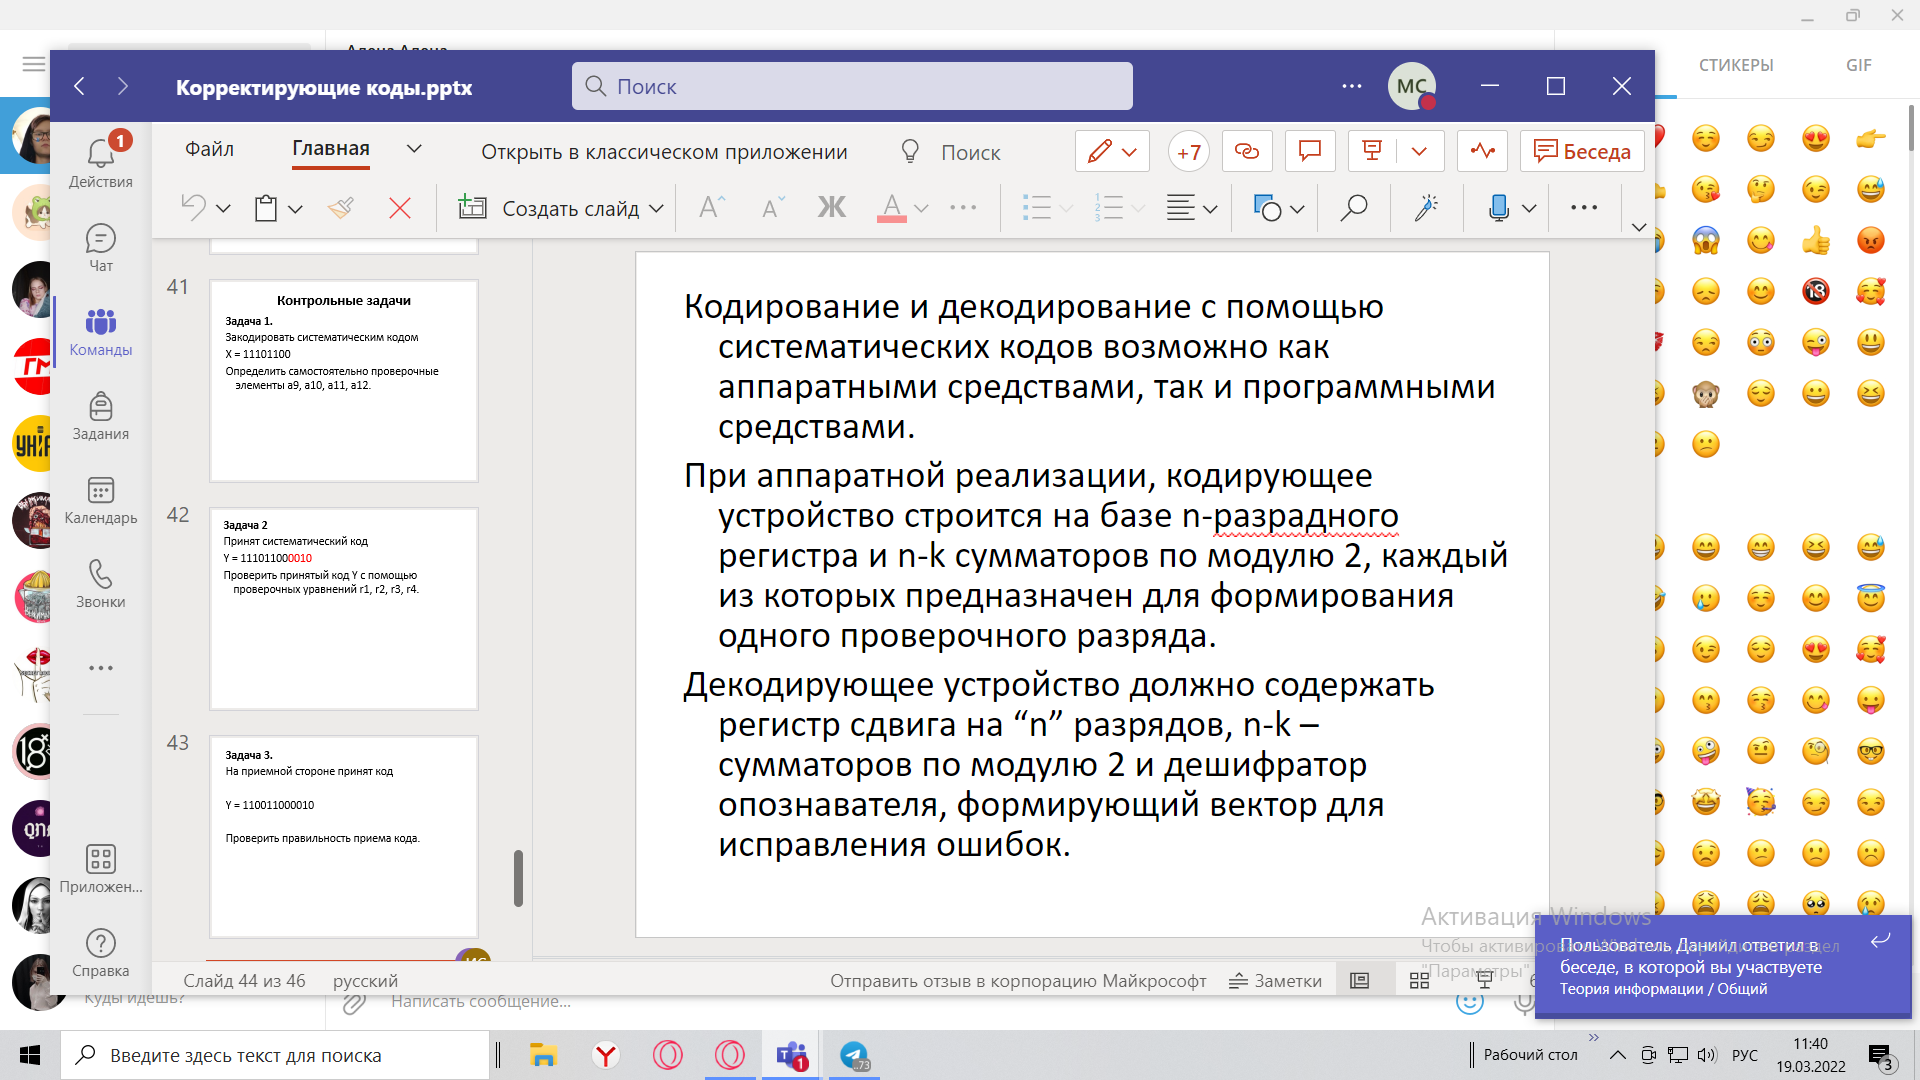 СТИКЕРЫ
GIF
Корректирующие коды.pptx
Поиск
МС
1
Действия
Чат
Команды
Задания
Календарь
Звонки
Приложен...
Справка
Файл
Главная
Открыть в классическом приложении
Поиск
+7
Беседа
Создать слайд
Ж
41
Контрольные задачи
Задача 1.
Закодировать систематическим кодом
X = 11101100
Определить самостоятельно проверочные
элементы a9, a10, a11, a12.
42
Задача 2
Принят систематический код
Y = 111011000010
Проверить принятый код Y с помощью
проверочных уравнений r1, r2, r3, r4.
43
Задача 3.
На приемной стороне принят код
Y = 110011000010
Проверить правильность приема кода.
Кодирование и декодирование с помощью
систематических кодов возможно как
аппаратными средствами, так и программными
средствами.
При аппаратной реализации, кодирующее
устройство строится на базе n-разрадного
регистра и n-k сумматоров по модулю 2, каждый
из которых предназначен для формирования
одного проверочного разряда.
Декодирующее устройство должно содержать
регистр сдвига на “n” разрядов, n-k –
сумматоров по модулю 2 и дешифратор
опознавателя, формирующий вектор для
исправления ошибок.
Активация Windows
"Параметры"
Пользователь Даниил ответил в
беседе, в которой вы участвуете
Теория информации / Общий
Слайд 44 из 46
русский
Отправить отзыв в корпорацию Майкрософт
Заметки
Куды идешь?
Написать сообщение...
Введите здесь текст для поиска
1
..73
Рабочий стол
РУС
11:40
19.03.2022
3